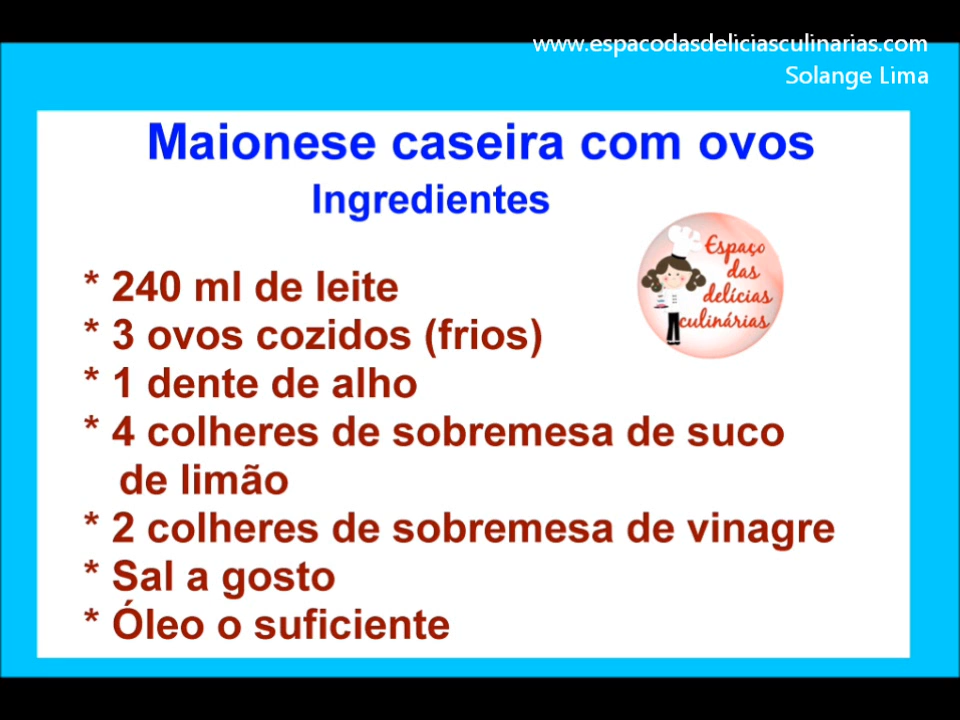 www.espacodasdeliciasculinarias.com
Solange Lima
Maionese caseira com ovos
Ingredientes
Espaço
das
delícias
culinárias
* 240 ml de leite
* 3 ovos cozidos (frios)
* 1 dente de alho
* 4 colheres de sobremesa de suco
de limão
* 2 colheres de sobremesa de vinagre
* Sal a gosto
* Óleo o suficiente